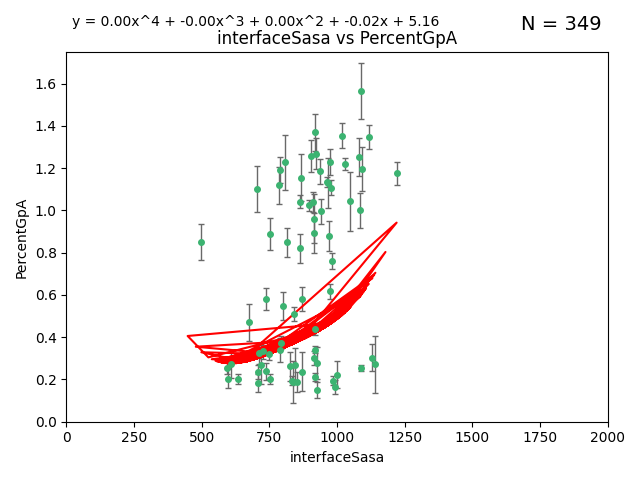 y = 0.00x^4 + -0.00x^3 + 0.00x^2 + -0.02x + 5.16
N = 349
interfaceSasa vs PercentGpA
PercentGpA
1.6
1.4
1.2
1.0
0.8
0.6
0.4
0.2
0.0
0 250 500 750 1000 1250 1500 1750 2000
interfaceSasa